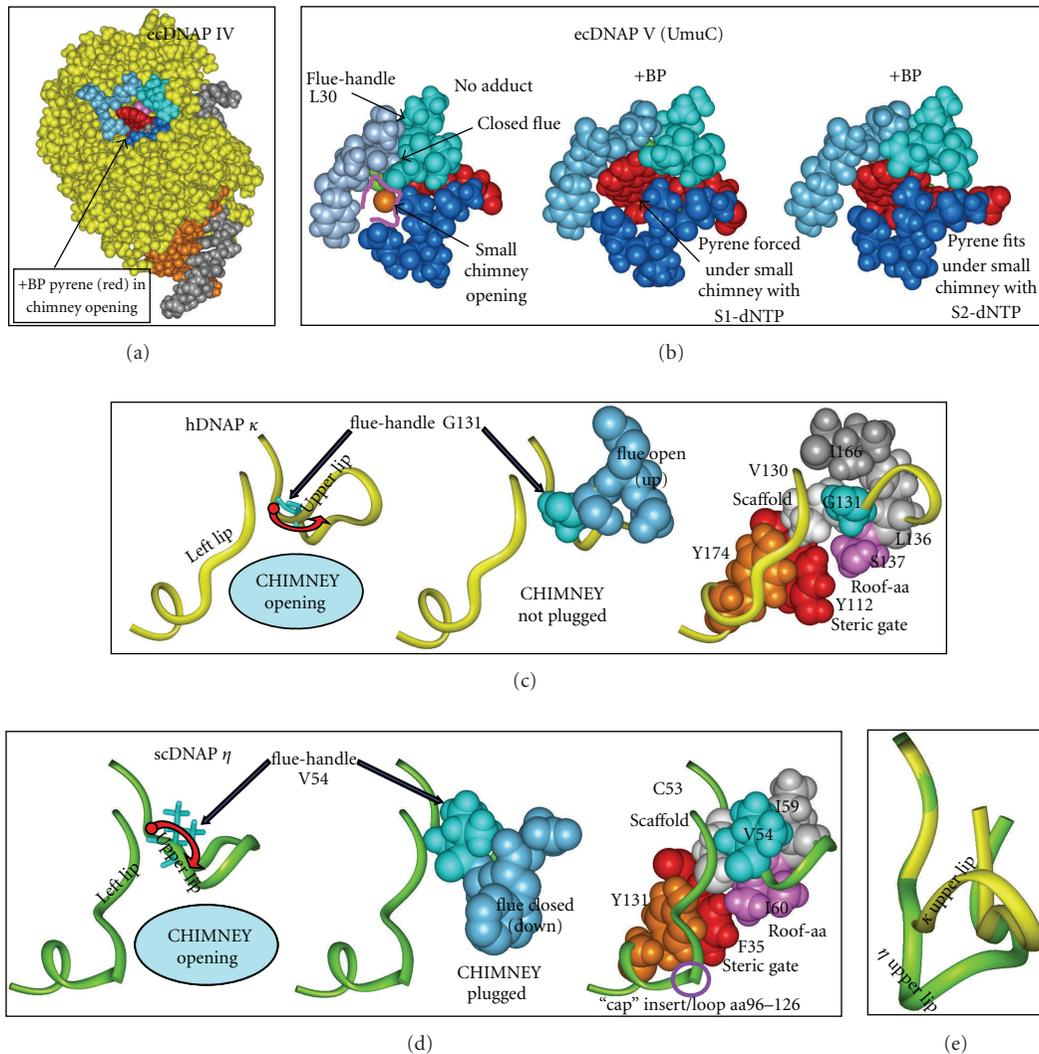 ecDNAP IV
+BP pyrene (red) in
chimney opening
(a)
ecDNAP V (UmuC)
Flue-handle
L30
No adduct
Closed flue
Small
chimney
opening
+BP
Pyrene forced
under small
chimney with
S1-dNTP
+BP
Pyrene fits
under small
chimney with
S2-dNTP
(b)
hDNAP κ
flue-handle G131
Upper lip
Left lip
CHIMNEY
opening
flue open
(up)
CHIMNEY
not plugged
I166
V130
Scaffold
G131
L136
Y174
S137
Roof-aa
Y112
Steric gate
(c)
scDNAP η
flue-handle
V54
Upper lip
Left lip
CHIMNEY
opening
flue closed
(down)
CHIMNEY
plugged
C53
I59
Scaffold
V54
Y131
I60
Roof-aa
F35
Steric gate
“cap” insert/loop aa96–126
(d)
κ upper lip
η upper lip
(e)